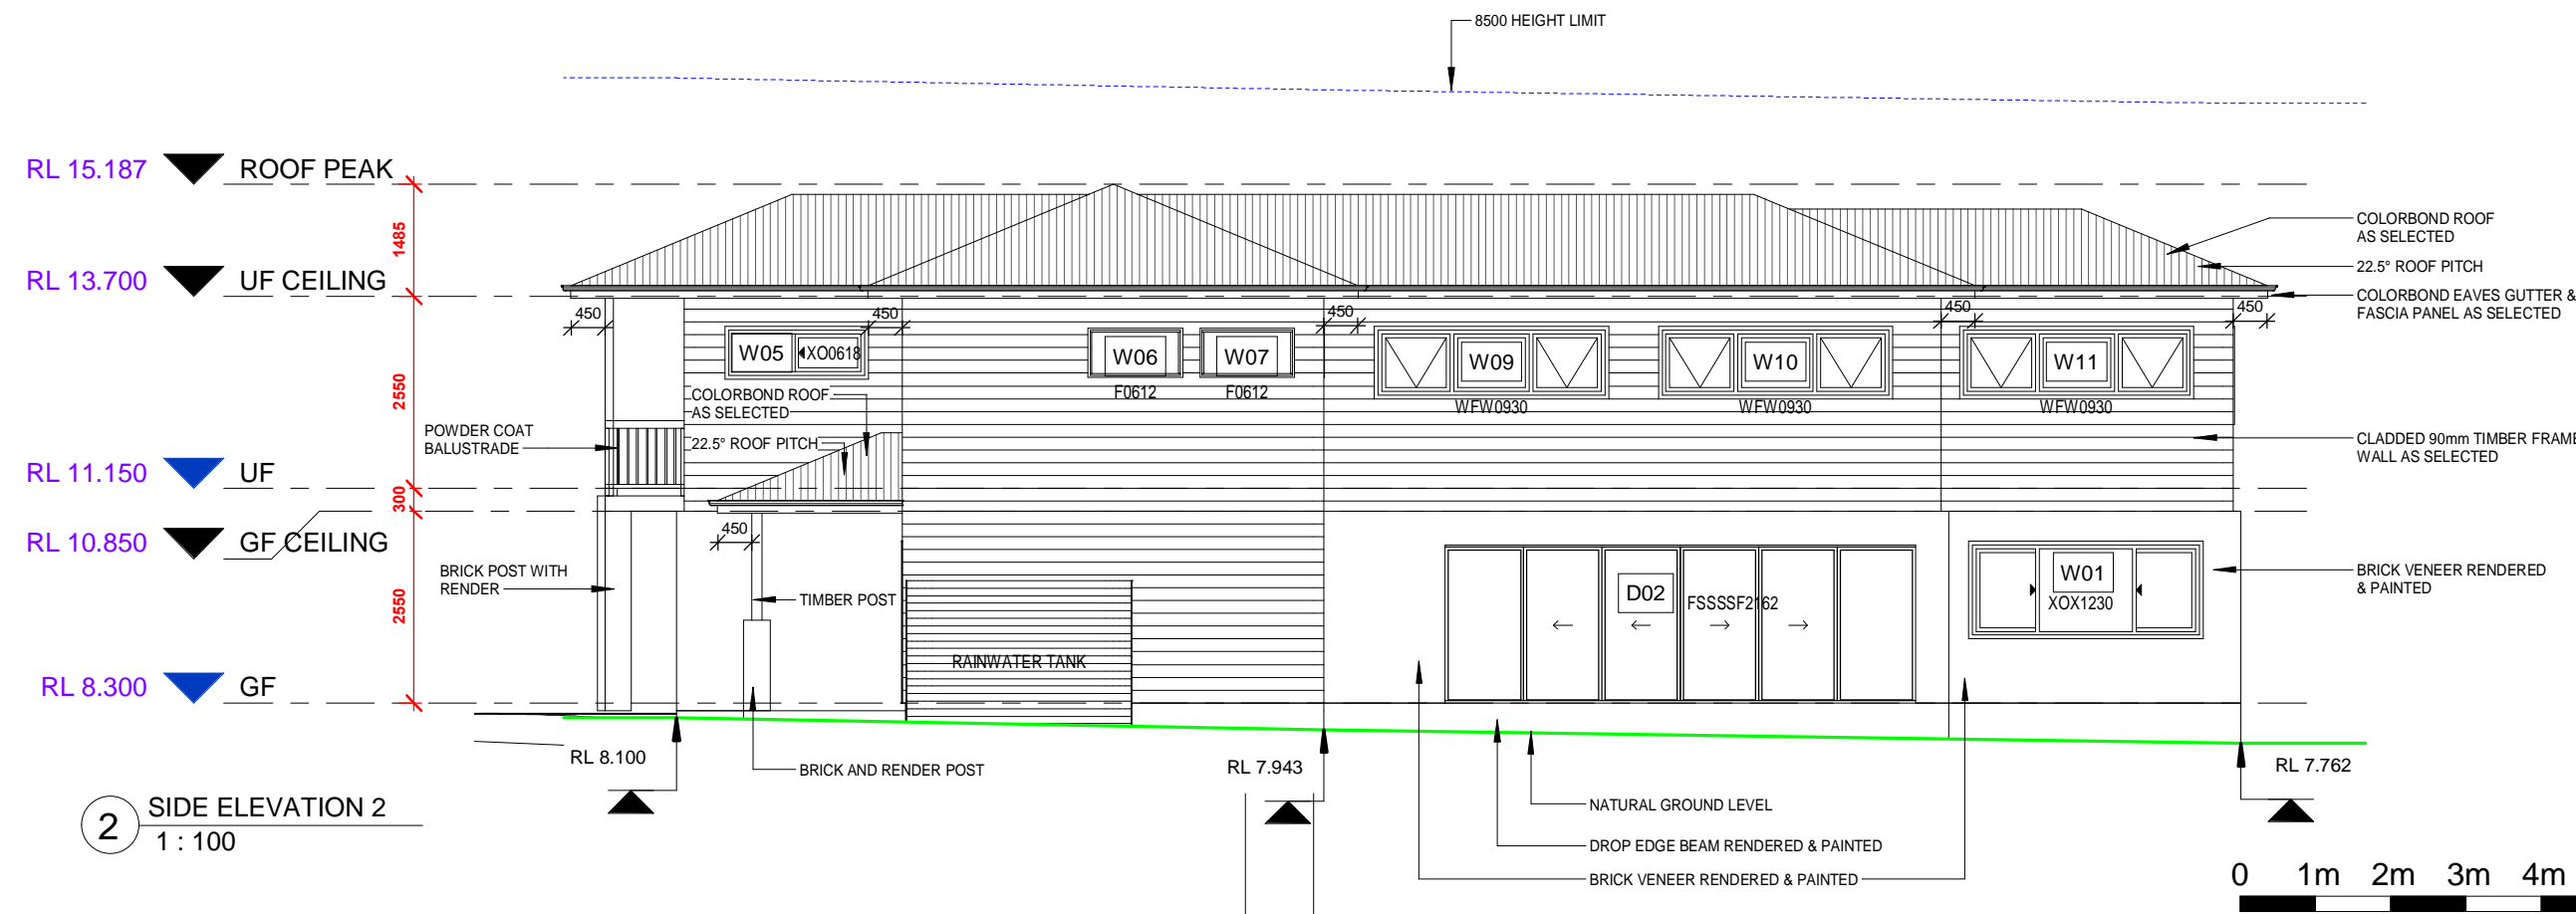 8500 HEIGHT LIMIT
RL 15.187 ROOF PEAK
1485
RL 13.700 UF CEILING
COLORBOND ROOF
AS SELECTED
22.5° ROOF PITCH
COLORBOND EAVES GUTTER &
FASCIA PANEL AS SELECTED
450 450 450 450 450
W05 XO0618
W06
F0612
W07
F0612
W09
WFW0930
W10
WFW0930
W11
WFW0930
2550
COLORBOND ROOF
AS SELECTED
22.5° ROOF PITCH
POWDER COAT
BALUSTRADE
CLADDED 90mm TIMBER FRAME
WALL AS SELECTED
RL 11.150 UF
300
RL 10.850 GF CEILING
450
BRICK POST WITH
RENDER
TIMBER POST
D02 FSSSSF2162
W01
XOX1230
BRICK VENEER RENDERED
& PAINTED
2550
RAINWATER TANK
RL 8.300 GF
RL 8.100
BRICK AND RENDER POST
RL 7.943
RL 7.762
NATURAL GROUND LEVEL
DROP EDGE BEAM RENDERED & PAINTED
BRICK VENEER RENDERED & PAINTED
2 SIDE ELEVATION 2
1 : 100
0 1m 2m 3m 4m